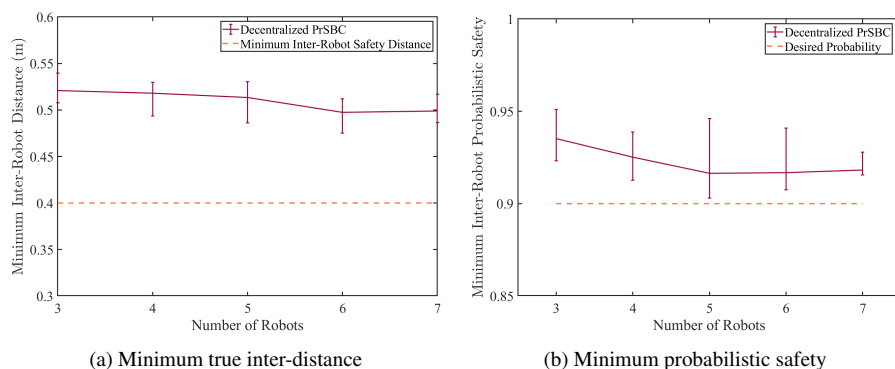 0.6
0.55
0.5
0.45
0.4
0.35
0.3
Minimum Inter-Robot Distance (m)
Decentralized PrSBC
Minimum Inter-Robot Safety Distance
3 4 5 6 7
Number of Robots
(a) Minimum true inter-distance
1
0.95
0.9
0.85
Minimum Inter-Robot Probabilistic Safety
Decentralized PrSBC
Desired Probability
3 4 5 6 7
Number of Robots
(b) Minimum probabilistic safety